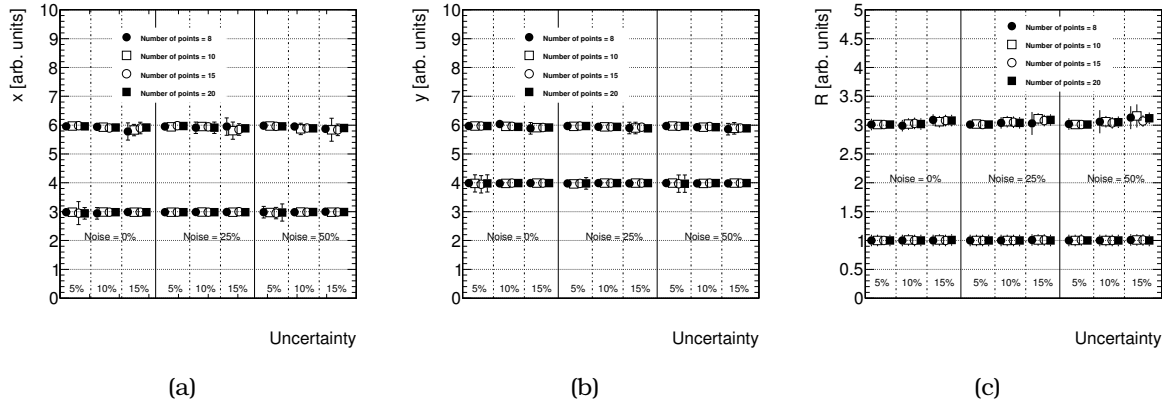 x [arb. units]
10
9
8
7
6
5
4
3
2
1
0
Number of points = 8
Number of points = 10
Number of points = 15
Number of points = 20
Noise = 0%
Noise = 25%
Noise = 50%
5% 10% 15% 5% 10% 15% 5% 10% 15%
Uncertainty
(a)
y [arb. units]
10
9
8
7
6
5
4
3
2
1
0
Number of points = 8
Number of points = 10
Number of points = 15
Number of points = 20
Noise = 0%
Noise = 25%
Noise = 50%
5% 10% 15% 5% 10% 15% 5% 10% 15%
Uncertainty
(b)
R [arb. units]
5
4.5
4
3.5
3
2.5
2
1.5
1
0.5
0
Number of points = 8
Number of points = 10
Number of points = 15
Number of points = 20
Noise = 0%
Noise = 25%
Noise = 50%
5% 10% 15% 5% 10% 15% 5% 10% 15%
Uncertainty
(c)